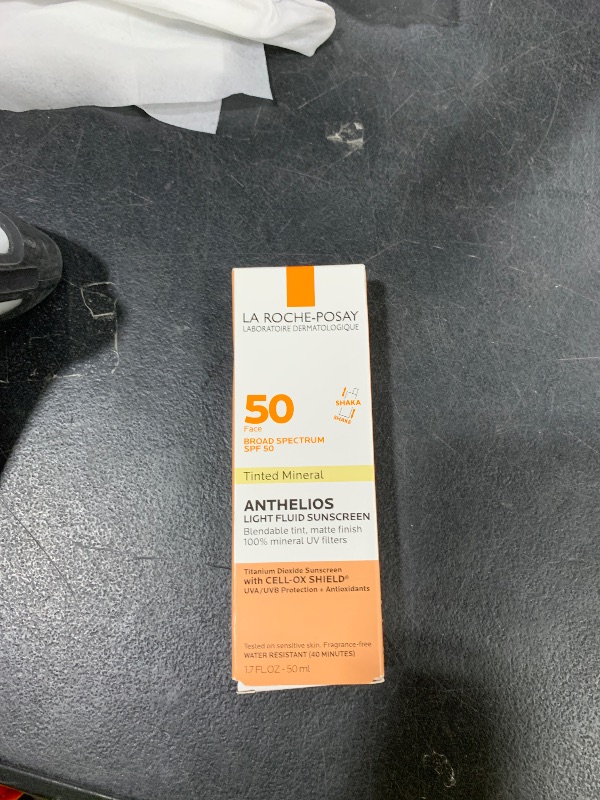 LA ROCHE-POSAY
LABORATOIRE DERMATOLOGIQUE
50
Face
BROAD SPECTRUM
SPF 50
SHAKA
SHAKE
Tinted Mineral
ANTHELIOS
LIGHT FLUID SUNSCREEN
Blendable tint, matte finish
100% mineral UV filters
Titanium Dioxide Sunscreen
with CELL-OX SHIELD®
UVA/UVB Protection + Antioxidants
Tested on sensitive skin. Fragrance-free
WATER RESISTANT (40 MINUTES)
1.7 FL.OZ - 50 ml